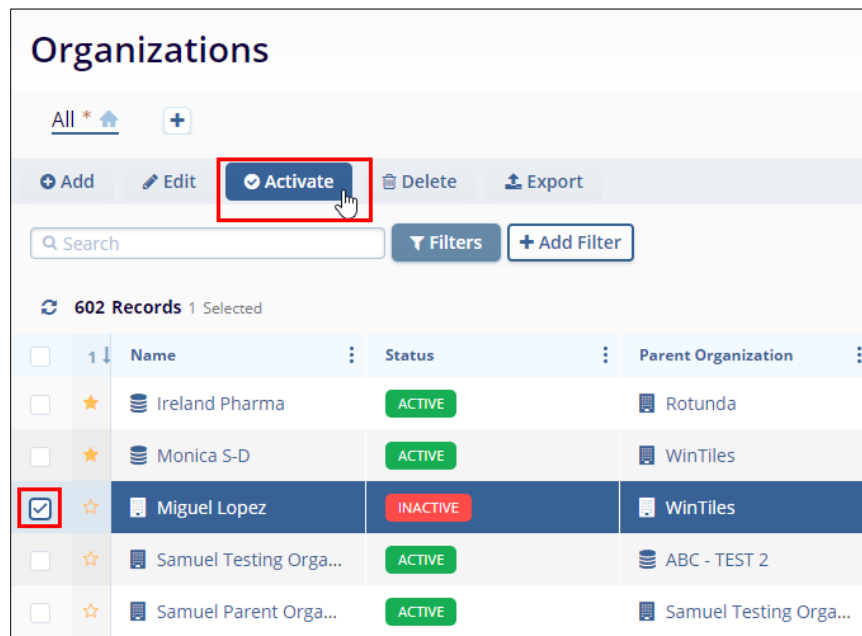 Organizations
All *
Add Edit Activate Delete Export
Search Filters + Add Filter
602 Records 1 Selected
1 Name Status Parent Organization
Ireland Pharma ACTIVE Rotunda
Monica S-D ACTIVE WinTiles
Miguel Lopez INACTIVE WinTiles
Samuel Testing Orga... ACTIVE ABC - TEST 2
Samuel Parent Orga... ACTIVE Samuel Testing Orga...